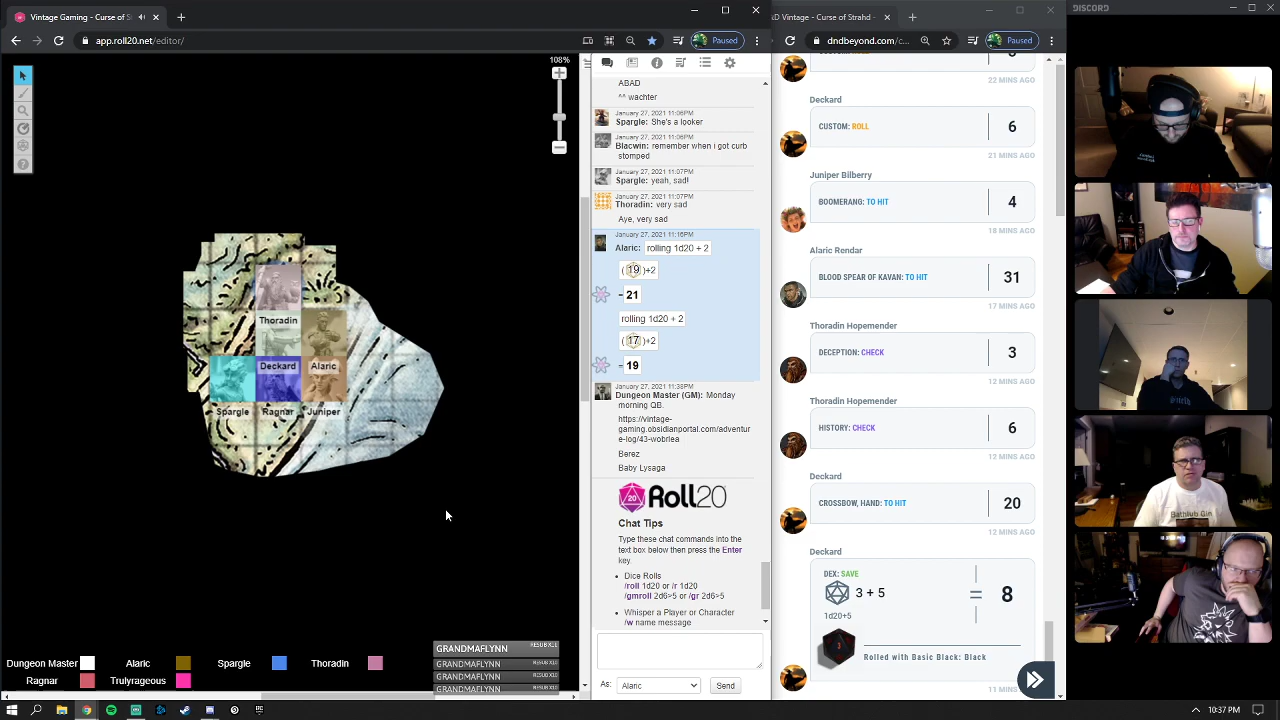 DISCORD
Vintage Gaming - Curse of Strah
D Vintage - Curse of Strahd -
app.roll20.net/editor/
Paused
dndbeyond.com/c...
Paused
108%
Thoradin
Deckard
Alaric
Spargle
Ragnar
Juniper
Dungeon Master
Alaric
Spargle
Thoradin
Ragnar
Trulyrageous
GRANDMAFLYNN
GRANDMAFLYNN
GRANDMAFLYNN
GRANDMAFLYNN
ABAD
^^ wachter
January 27, 2021 11:06PM
Spargle: She's a looker
January 27, 2021 11:06PM
Blacwin: remember when i got curb
stomped
January 27, 2021 11:07PM
Spargle: yeah, sad!
January 27, 2021 11:07PM
Thoradin: very sad
Aye, very sad
January 27, 2021 11:16PM
Alaric: rolling 1d20 + 2
(19)+2
= 21
rolling 1d20 + 2
(17)+2
= 19
January 27, 2021 11:38PM
Dungeon Master (GM): Monday
morning QB.
https://vintage-
gaming.obsidianportal.com/adventur
e-log/43-wobrlea
Berez
Baby Lysaga
20 Roll20
Chat Tips
Type these chat commands into the
text box below then press the Enter
key.
Dice Rolls
/roll 1d20 or /r 1d20
/gmroll 2d6>5 or /gr 2d6>5
Whisper a Player or Character
/w name message
As:
Alaric
Send
22 MINS AGO
Deckard
CUSTOM: ROLL
6
21 MINS AGO
Juniper Bilberry
BOOMERANG: TO HIT
4
18 MINS AGO
Alaric Rendar
BLOOD SPEAR OF KAVAN: TO HIT
31
17 MINS AGO
Thoradin Hopemender
DECEPTION: CHECK
3
12 MINS AGO
Thoradin Hopemender
HISTORY: CHECK
6
12 MINS AGO
Deckard
CROSSBOW, HAND: TO HIT
20
12 MINS AGO
Deckard
DEX: SAVE
3 + 5
= 8
1d20+5
3
Rolled with Basic Black: Black
11 MINS AGO
Bathtub Gin
10:37 PM